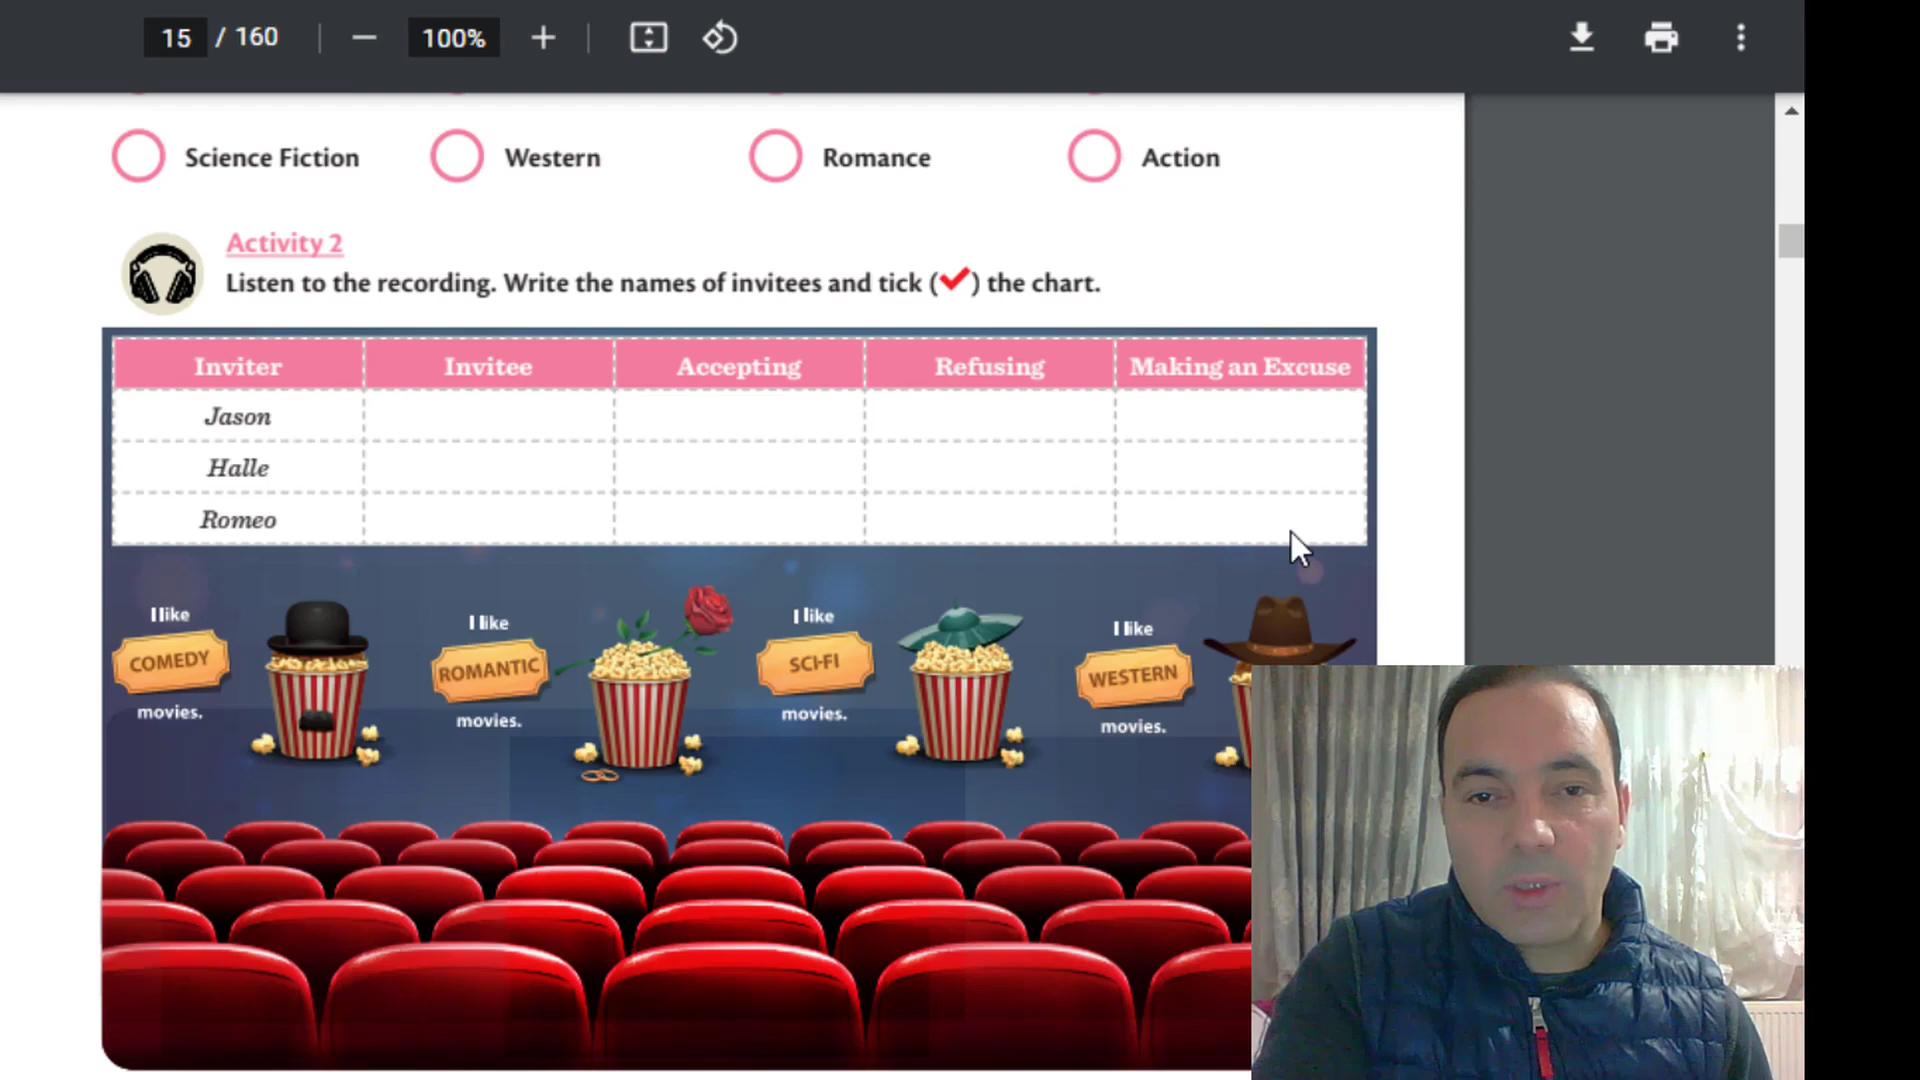 15 / 160 100%
Science Fiction Western Romance Action
Activity 2
Listen to the recording. Write the names of invitees and tick ( ) the chart.
Inviter Invitee Accepting Refusing Making an Excuse
Jason
Halle
Romeo
I like
COMEDY
movies.
I like
ROMANTIC
movies.
I like
SCI-FI
movies.
I like
WESTERN
movies.